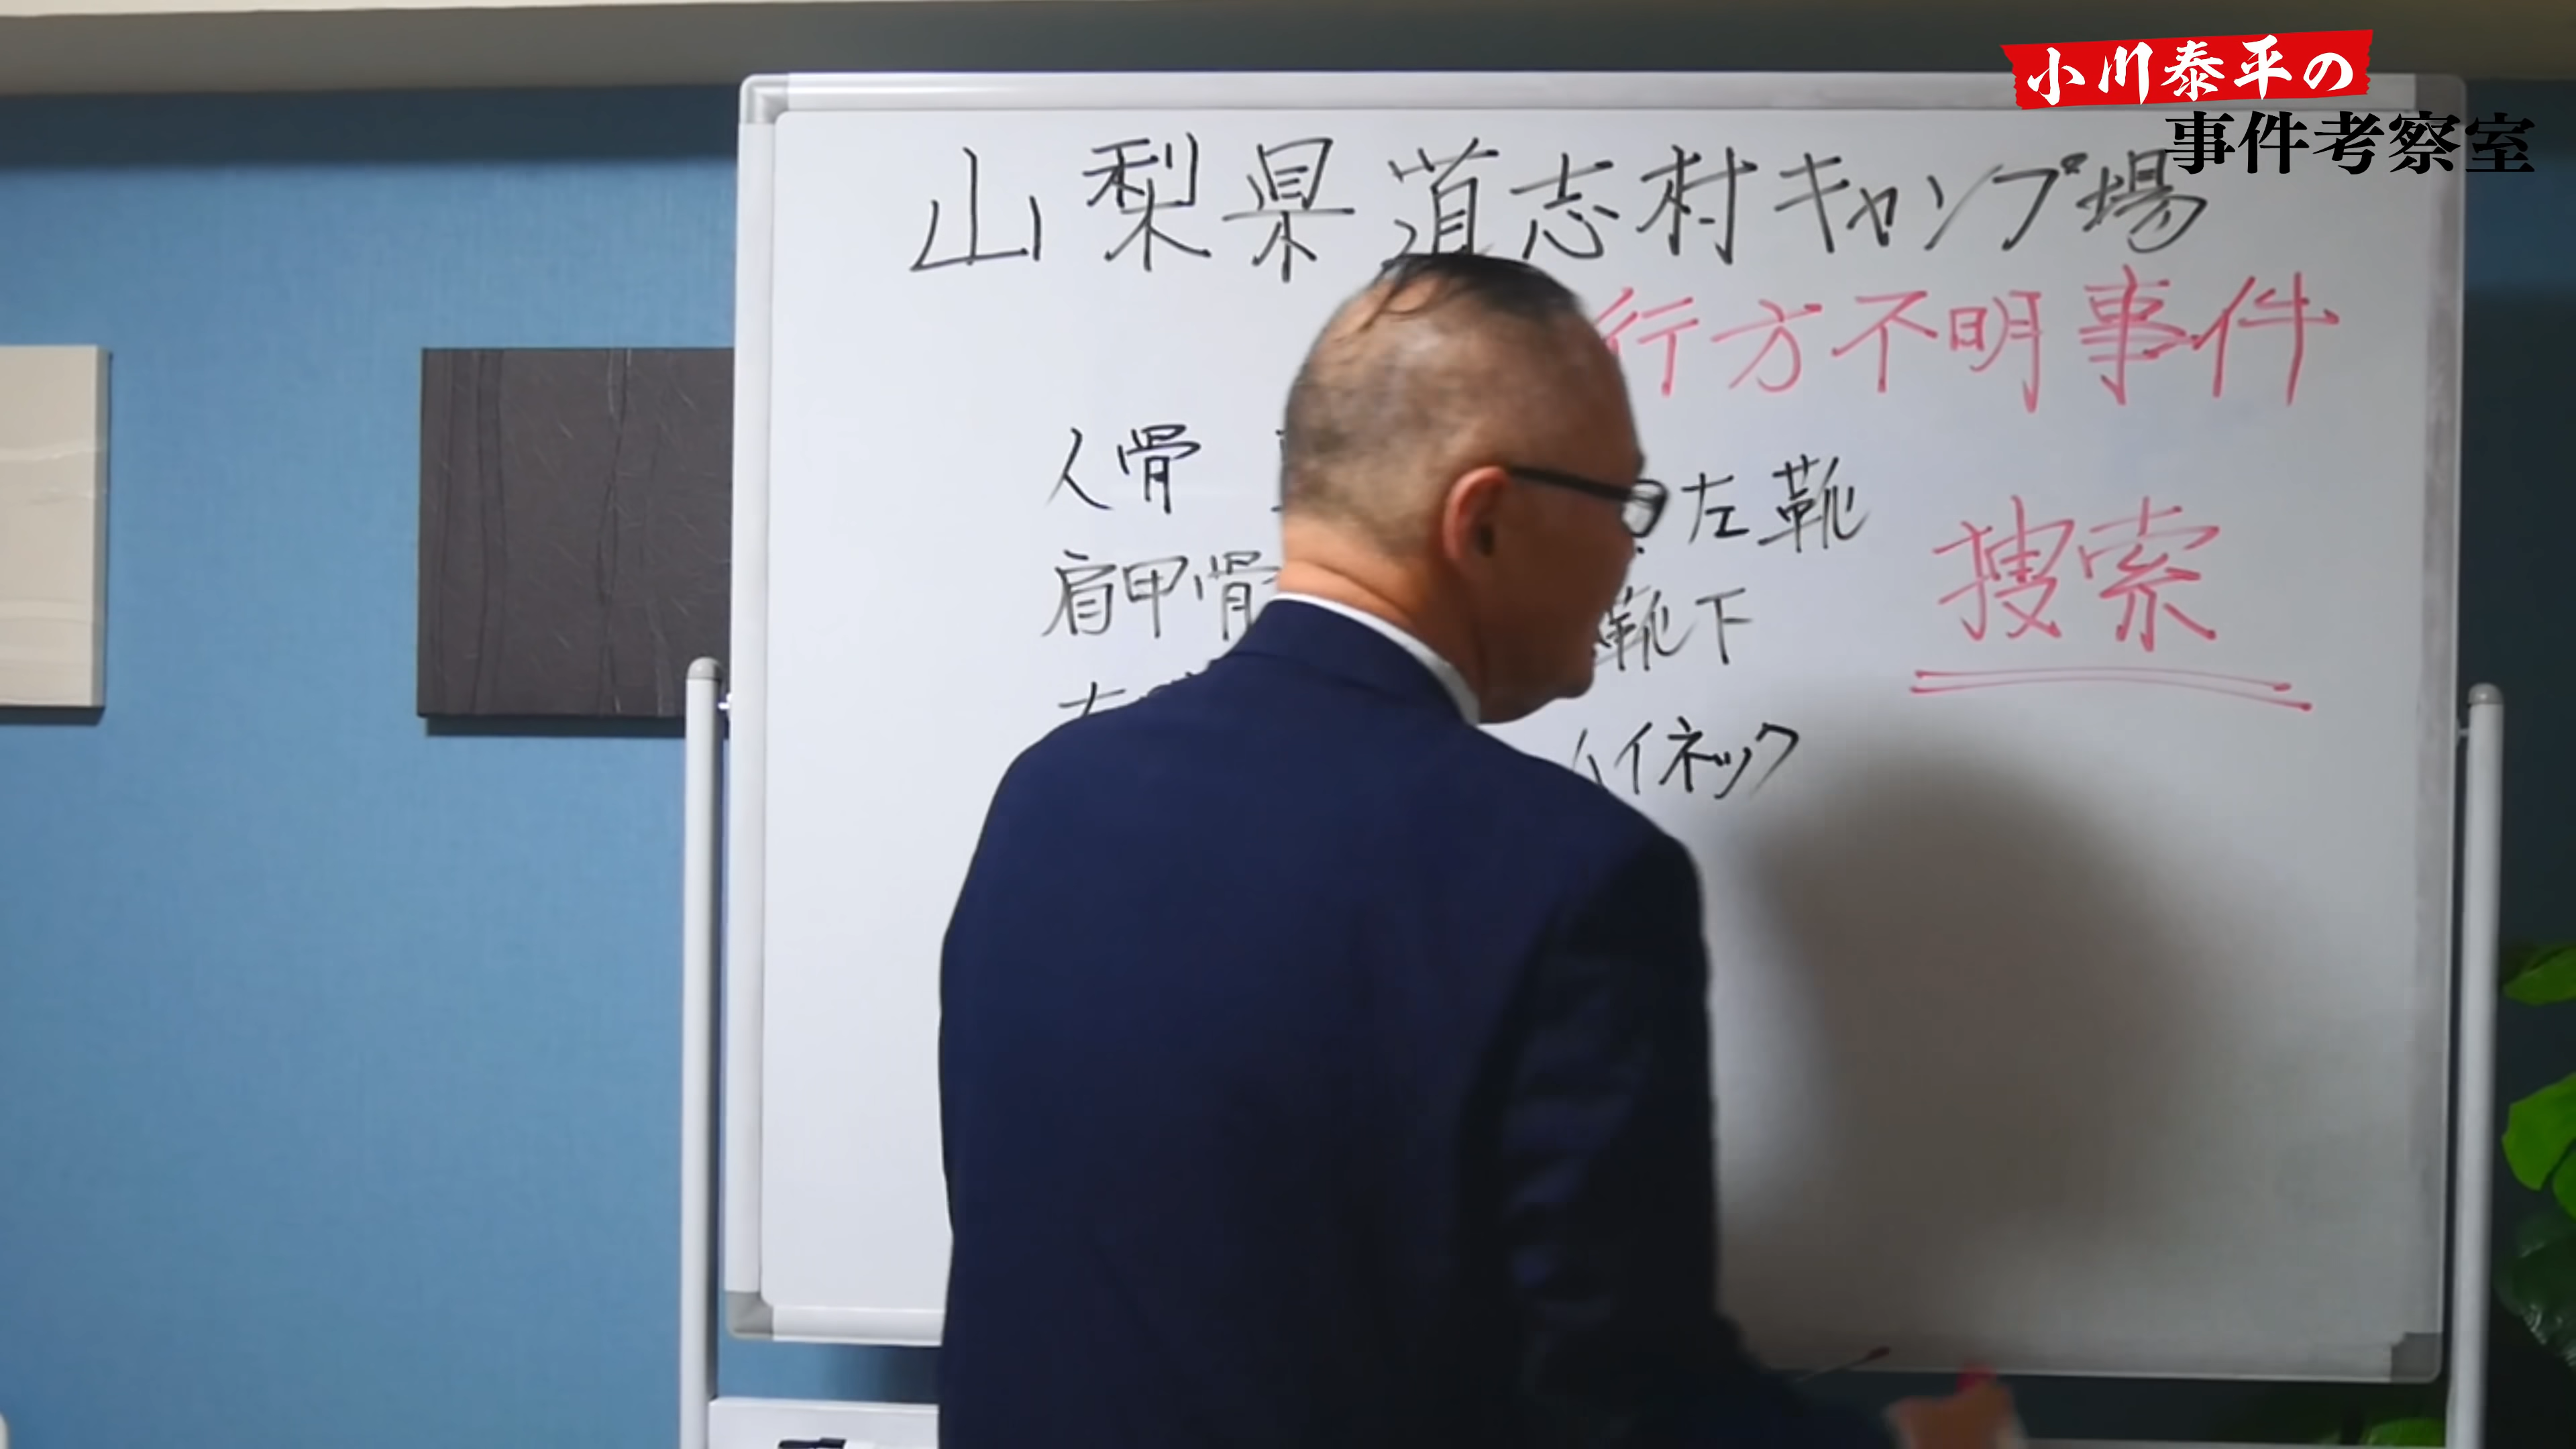 小川泰平の
事件考察室
山梨県道志村キャンプ場
行方不明事件
人骨
左靴
肩甲骨
靴下
捜索
ハイネック